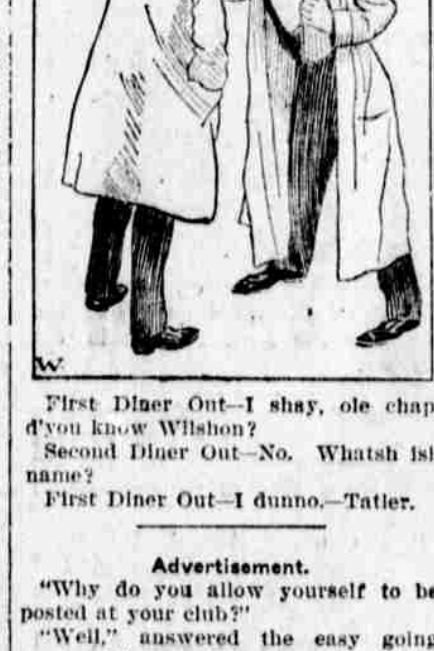 W.
First Diner Out—I shay, ole chap
d'you know Wilshon?
Second Diner Out—No. Whatsh ish
name?
First Diner Out—I dunno.—Tatler.
Advertisement.
"Why do you allow yourself to be
posted at your club?"
"Well," answered the easy going